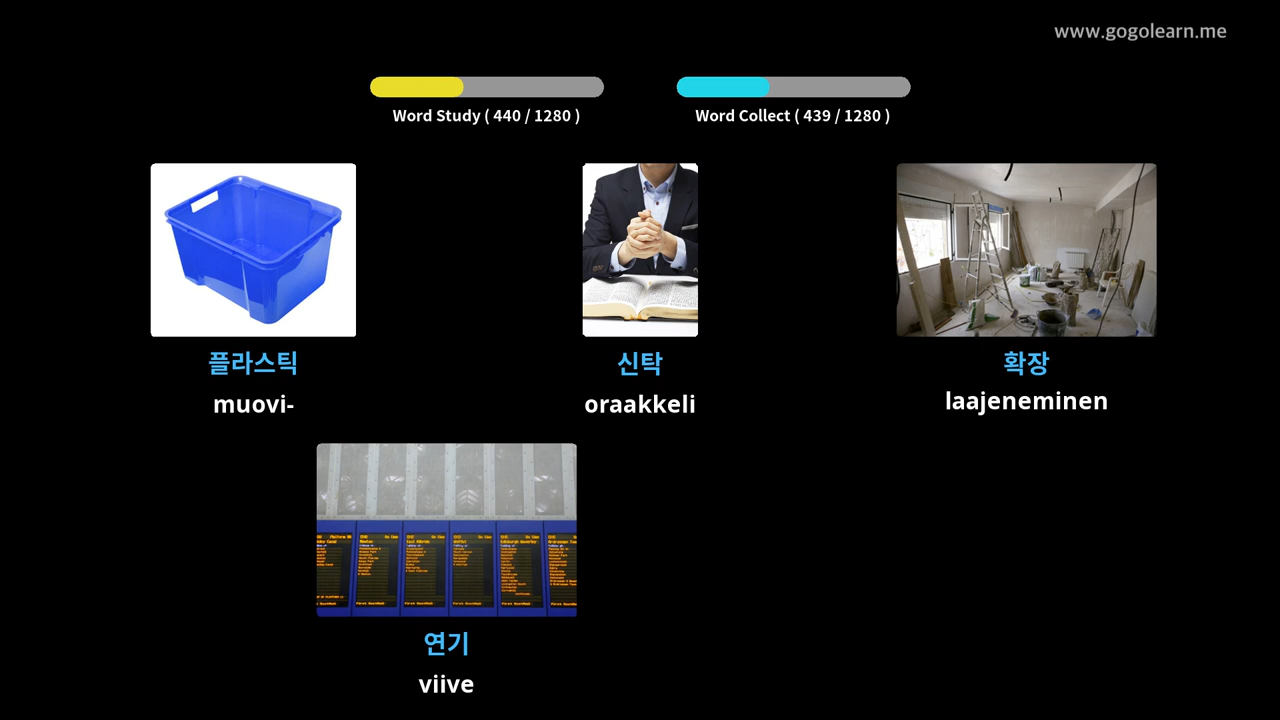 www.gogolearn.me
Word Study ( 440 / 1280 )
Word Collect ( 439 / 1280 )
플라스틱
muovi-
신탁
oraakkeli
확장
laajeneminen
연기
viive